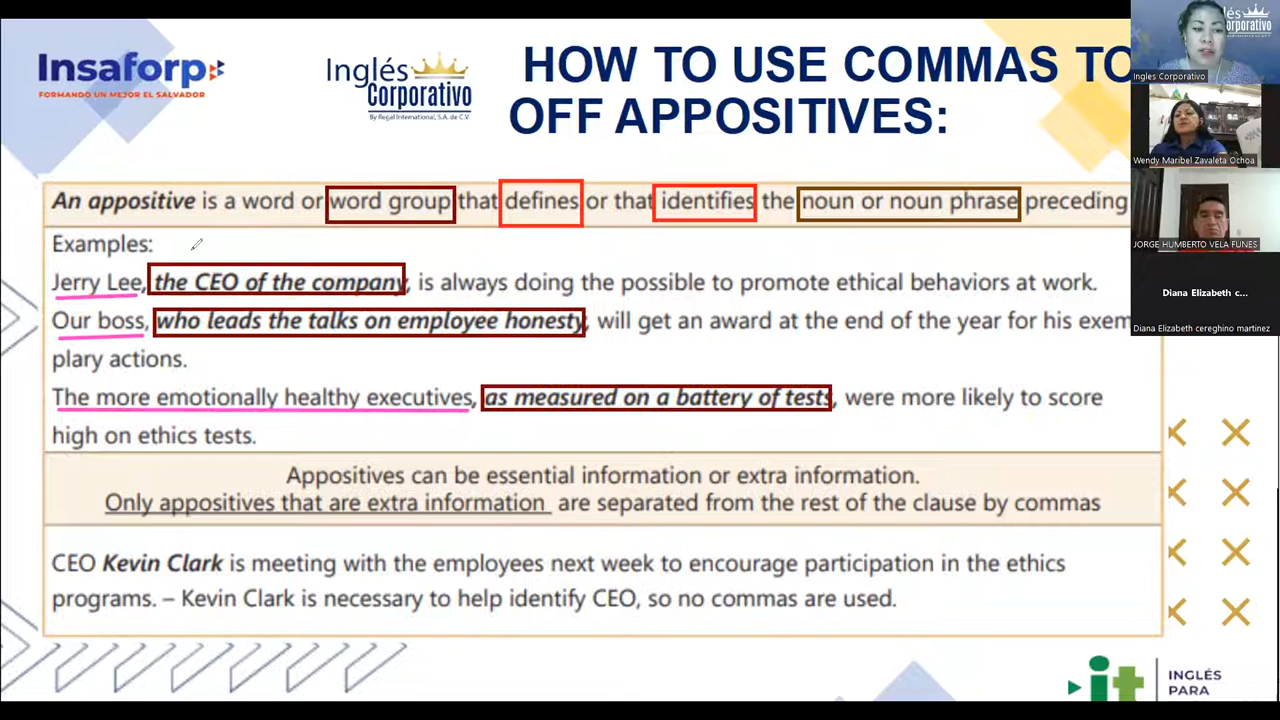 Insaforp
FORMANDO UN MEJOR EL SALVADOR
Inglés
Corporativo
By Regal International, S.A. de C.V.
HOW TO USE COMMAS TO
OFF APPOSITIVES:
An appositive is a word or word group that defines or that identifies the noun or noun phrase preceding
Examples:
Jerry Lee, the CEO of the company, is always doing the possible to promote ethical behaviors at work.
Our boss, who leads the talks on employee honesty, will get an award at the end of the year for his exem
plary actions.
The more emotionally healthy executives, as measured on a battery of tests, were more likely to score
high on ethics tests.
Appositives can be essential information or extra information.
Only appositives that are extra information are separated from the rest of the clause by commas
CEO Kevin Clark is meeting with the employees next week to encourage participation in the ethics
programs. – Kevin Clark is necessary to help identify CEO, so no commas are used.
it
INGLÉS
PARA
lés
orporativo
Ingles Corporativo
Wendy Maribel Zavaleta Ochoa
JORGE HUMBERTO VELA FUNES
Diana Elizabeth c...
Diana Elizabeth cereghino martinez